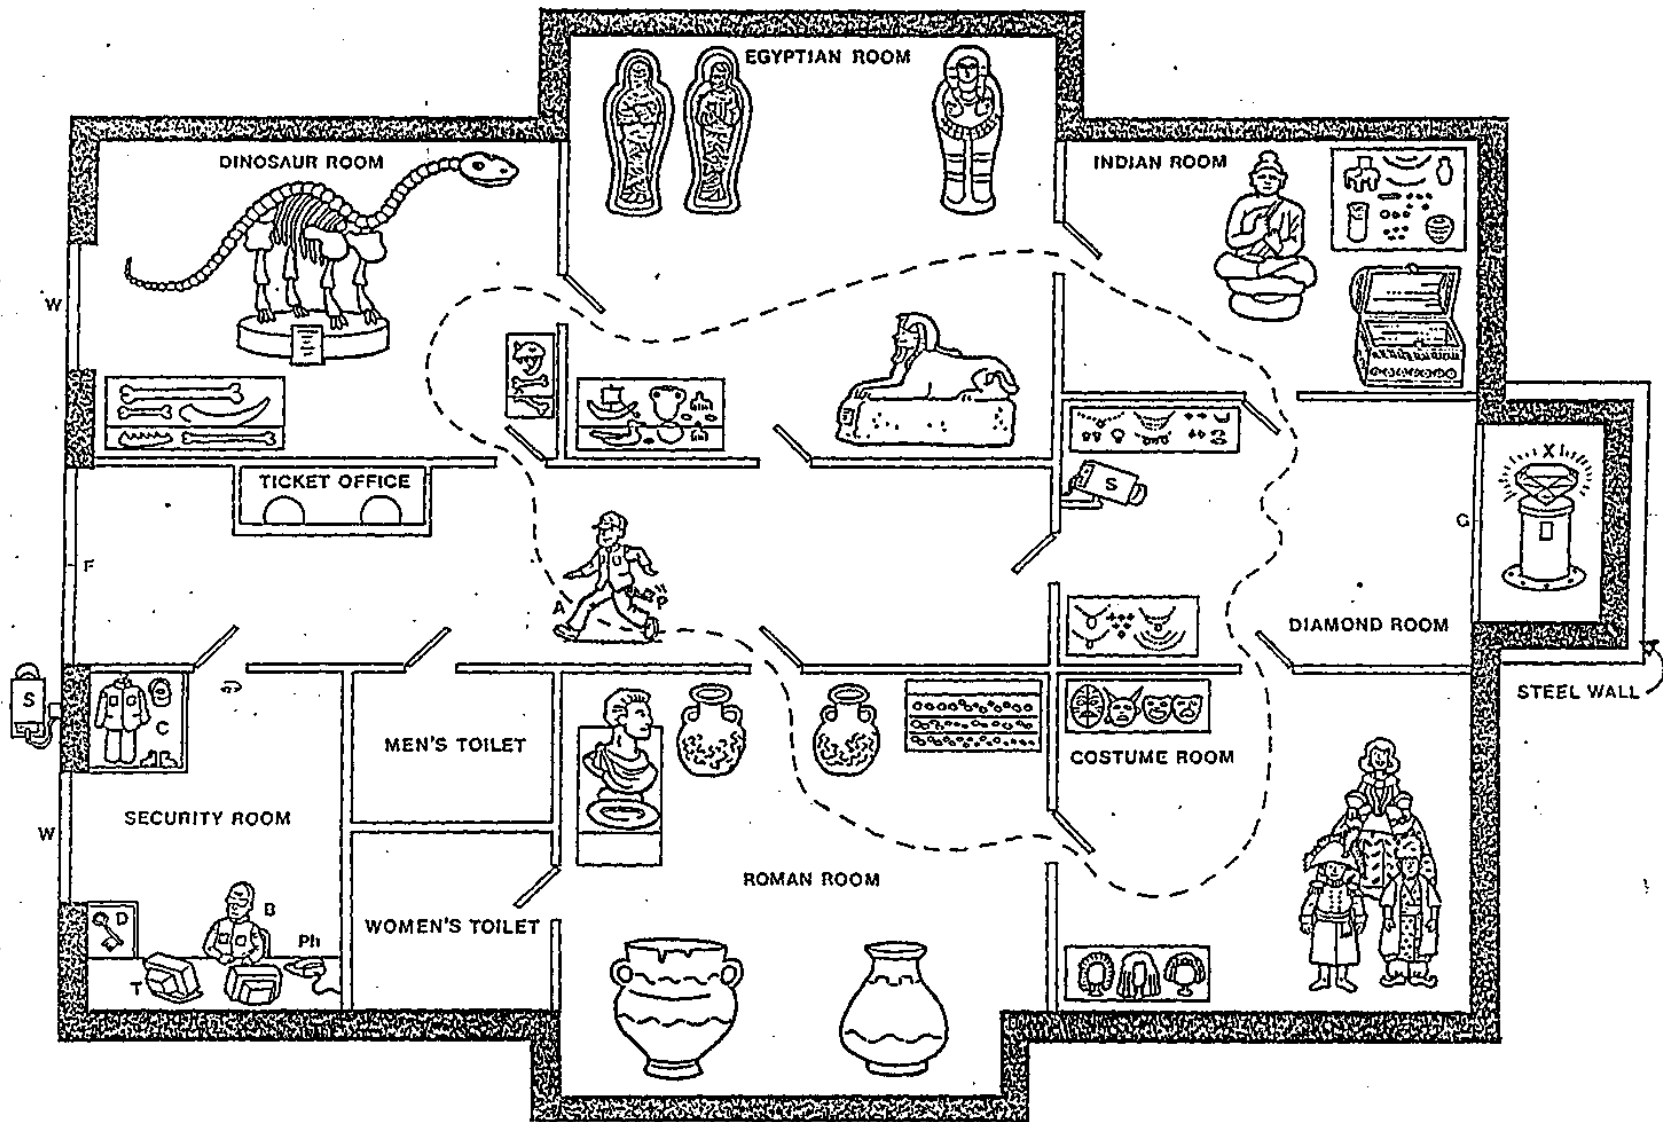 EGYPTIAN ROOM
DINOSAUR ROOM
INDIAN ROOM
W
TICKET OFFICE
X
S
G
F
A
P
DIAMOND ROOM
S
C
MEN'S TOILET
COSTUME ROOM
STEEL WALL
SECURITY ROOM
W
ROMAN ROOM
D
B
WOMEN'S TOILET
Ph
T